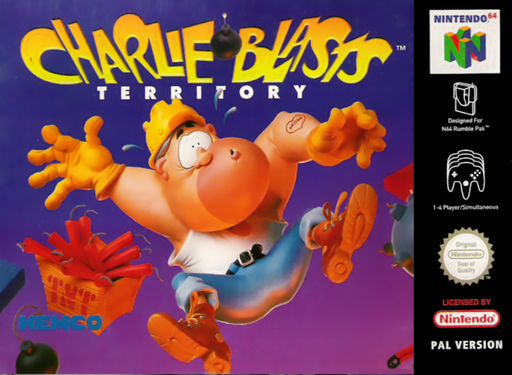 CHARLIE BLASTS ™
TERRITORY
TNT
KEMCO
NINTENDO 64
N
Designed For
N64 Rumble Pak™
1-4 Player/Simultaneous
Original
Nintendo
Seal of
Quality
LICENSED BY
Nintendo
PAL VERSION